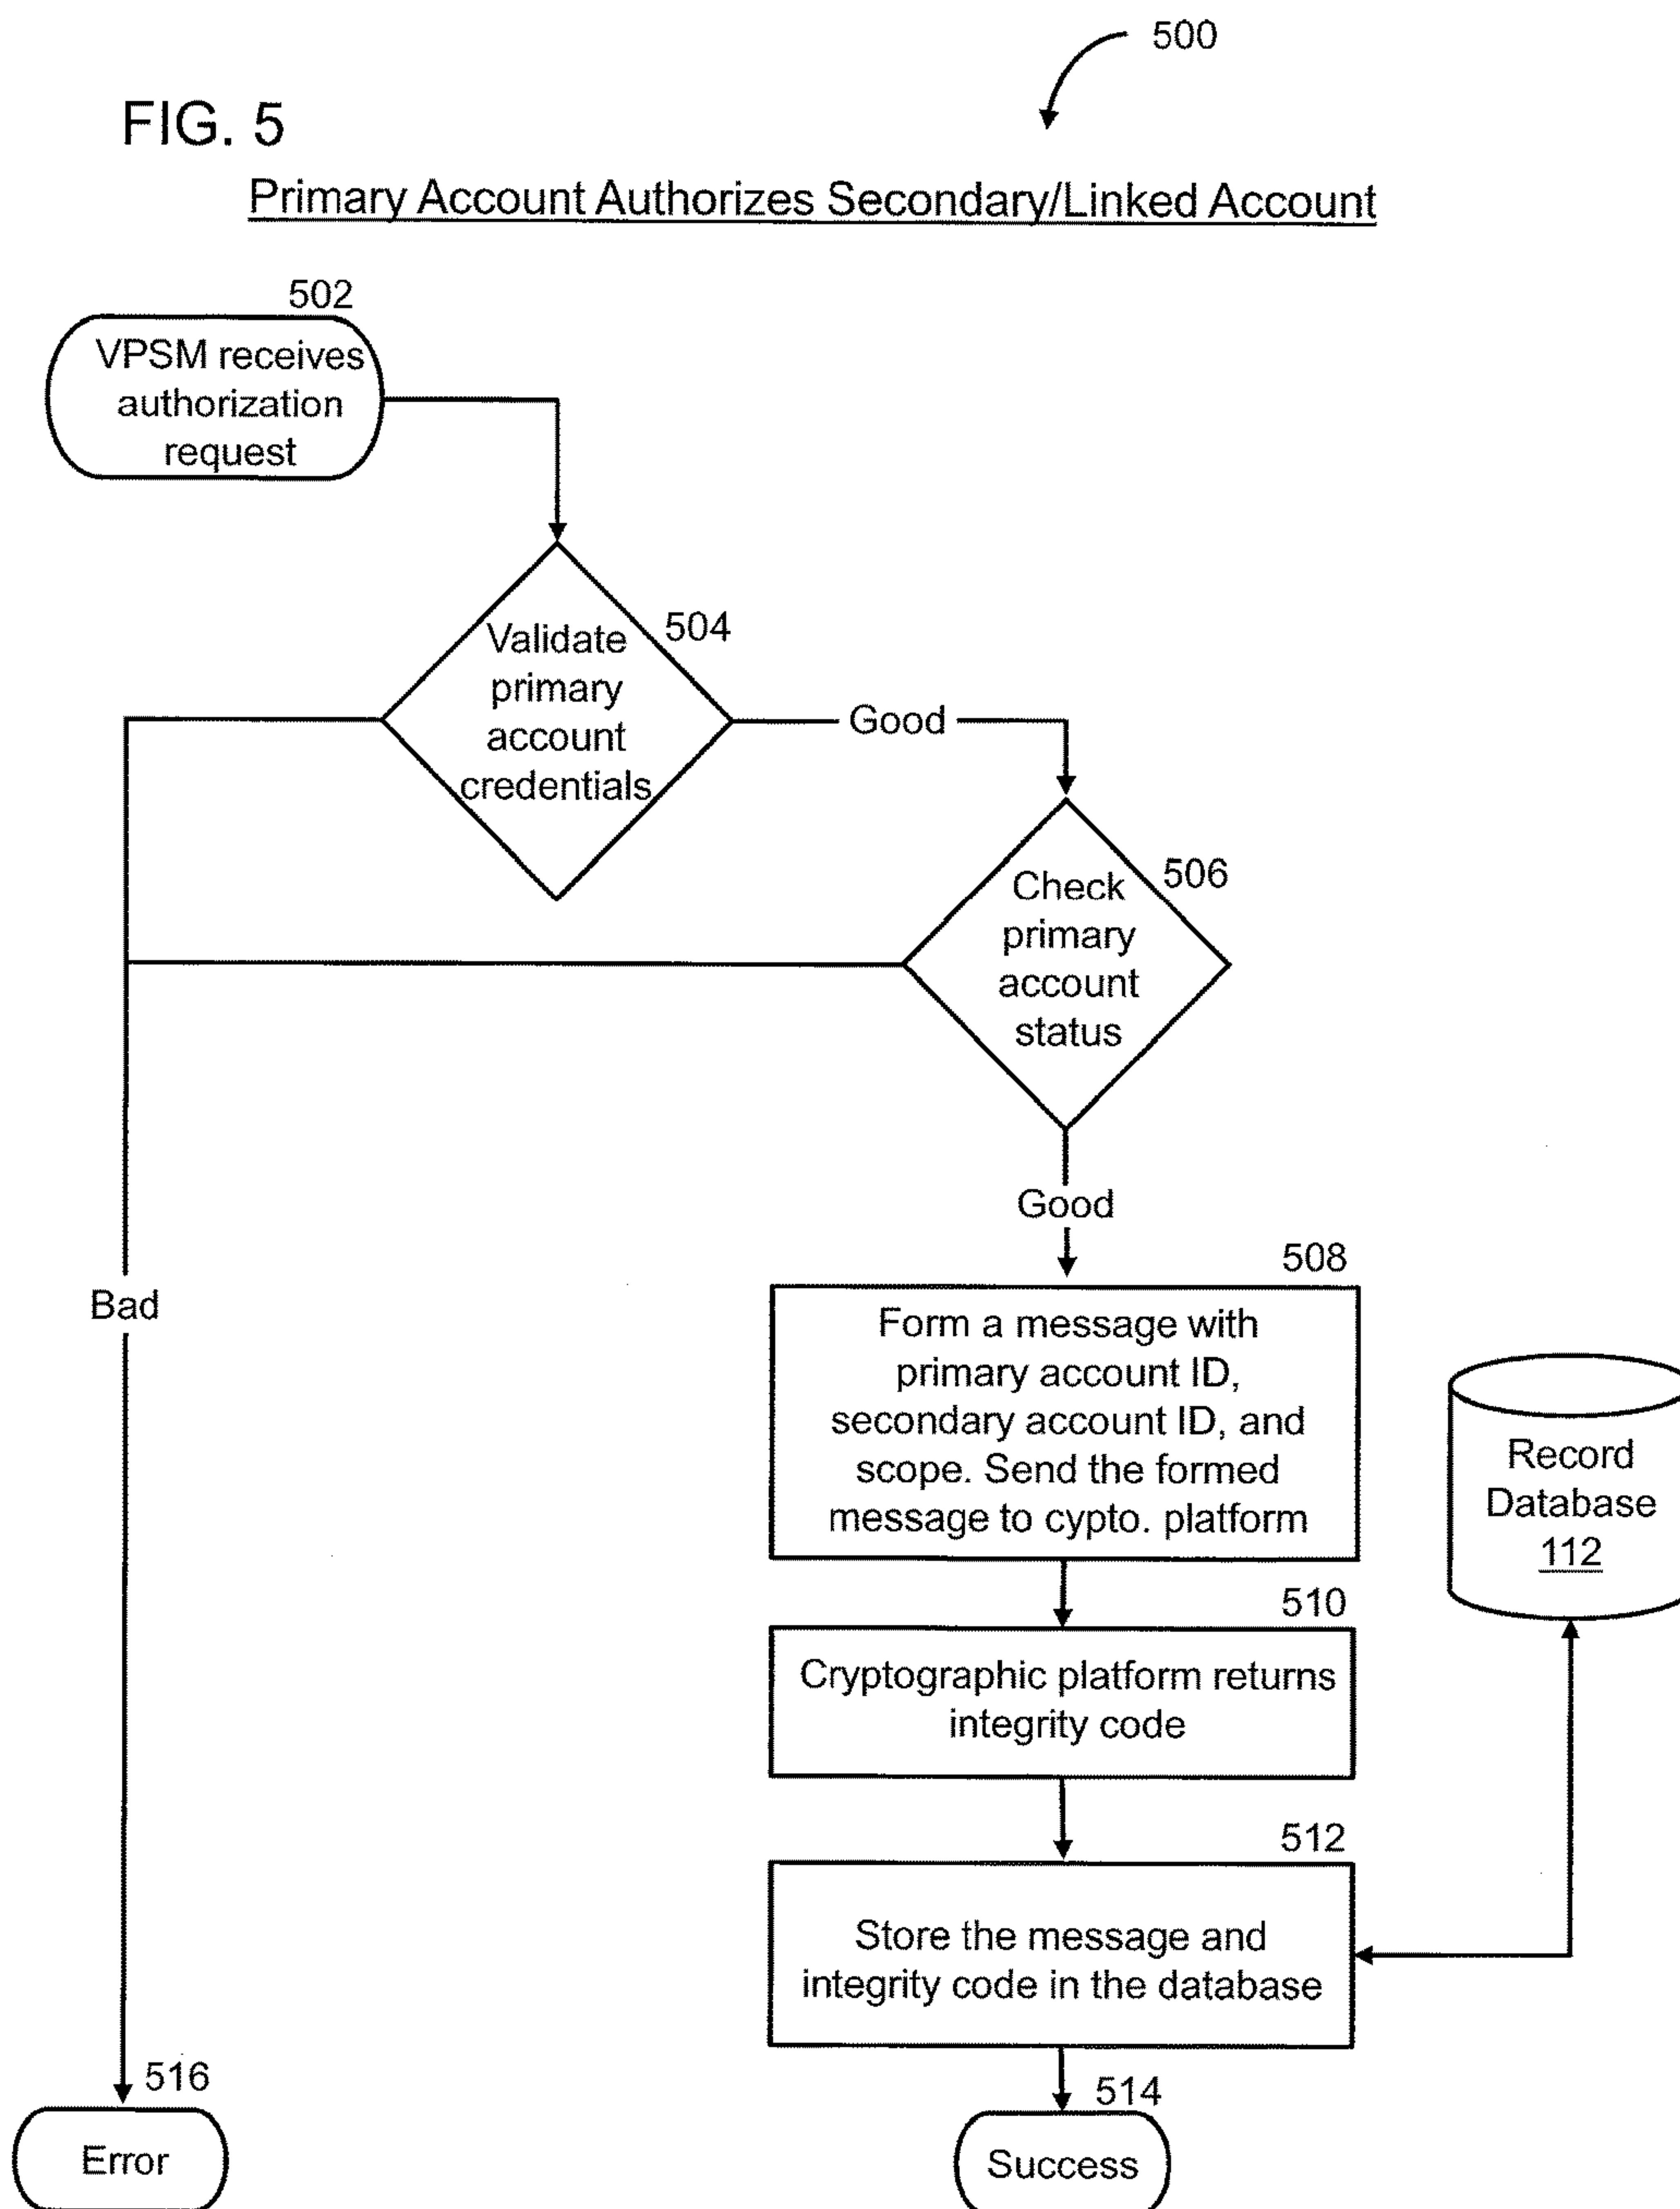 500
FIG. 5
Primary Account Authorizes Secondary/Linked Account
502
VPSM receives
authorization
request
504
Validate
primary
account
credentials
Good
506
Check
primary
account
status
Good
Bad
508
Form a message with
primary account ID,
secondary account ID, and
scope. Send the formed
message to cypto. platform
Record
Database
112
510
Cryptographic platform returns
integrity code
512
Store the message and
integrity code in the database
516
Error
514
Success